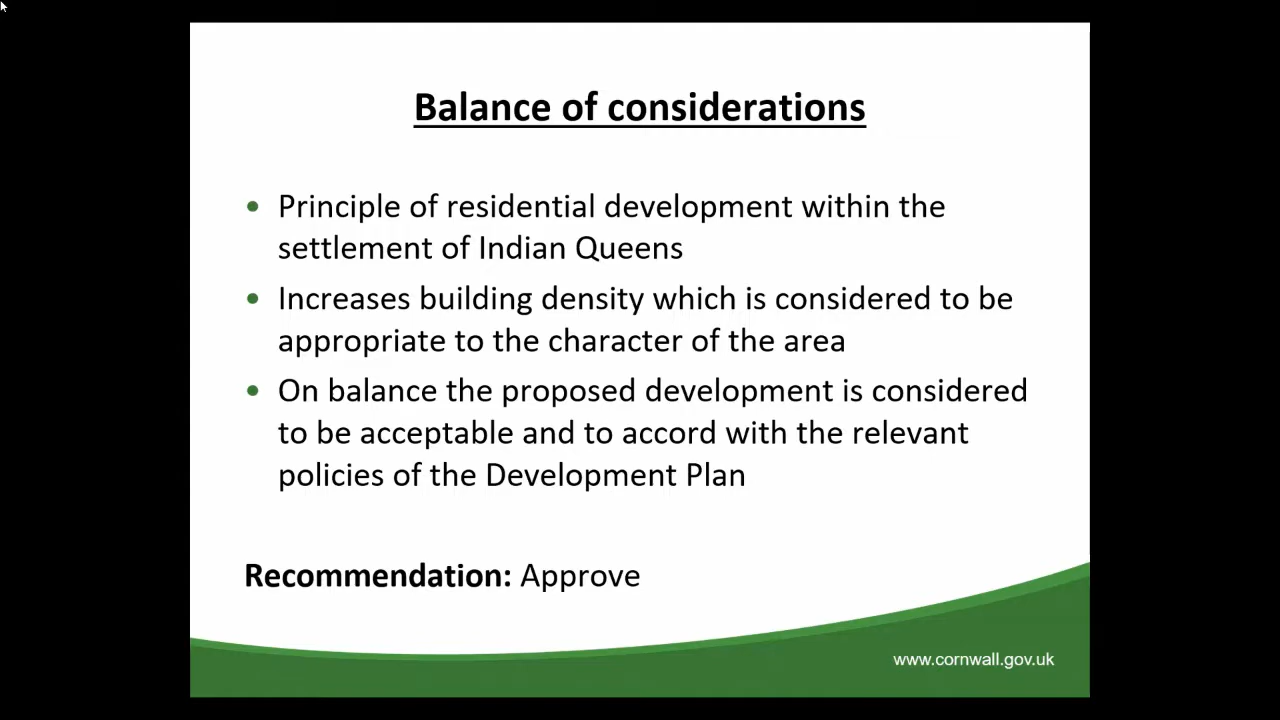 Balance of considerations
• Principle of residential development within the
settlement of Indian Queens
• Increases building density which is considered to be
appropriate to the character of the area
• On balance the proposed development is considered
to be acceptable and to accord with the relevant
policies of the Development Plan
Recommendation: Approve
www.cornwall.gov.uk